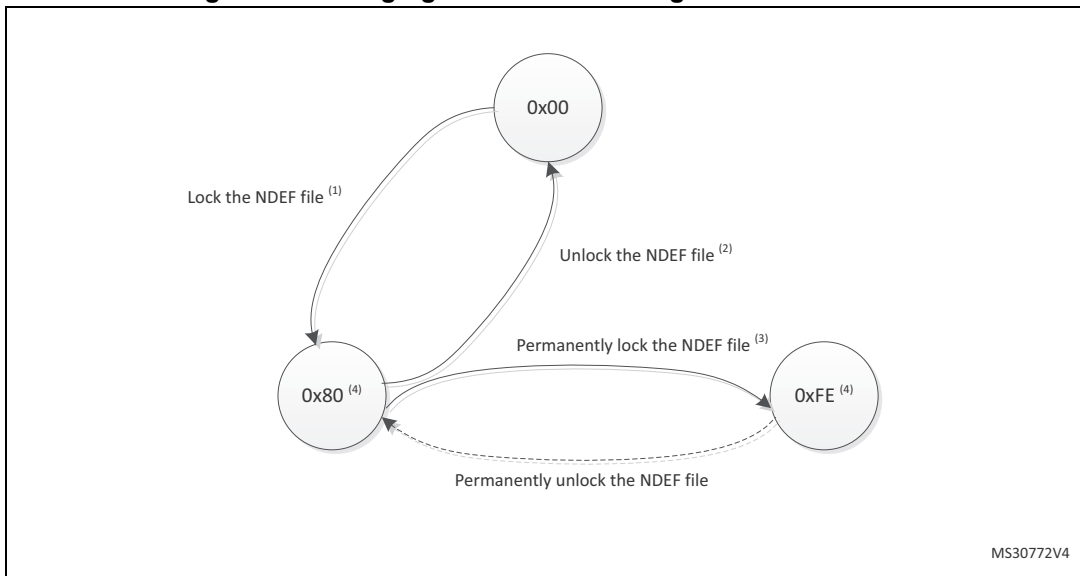 0x00
Lock the NDEF file (1)
Unlock the NDEF file (2)
Permanently lock the NDEF file (3)
0x80 (4)
0xFE (4)
Permanently unlock the NDEF file
MS30772V4